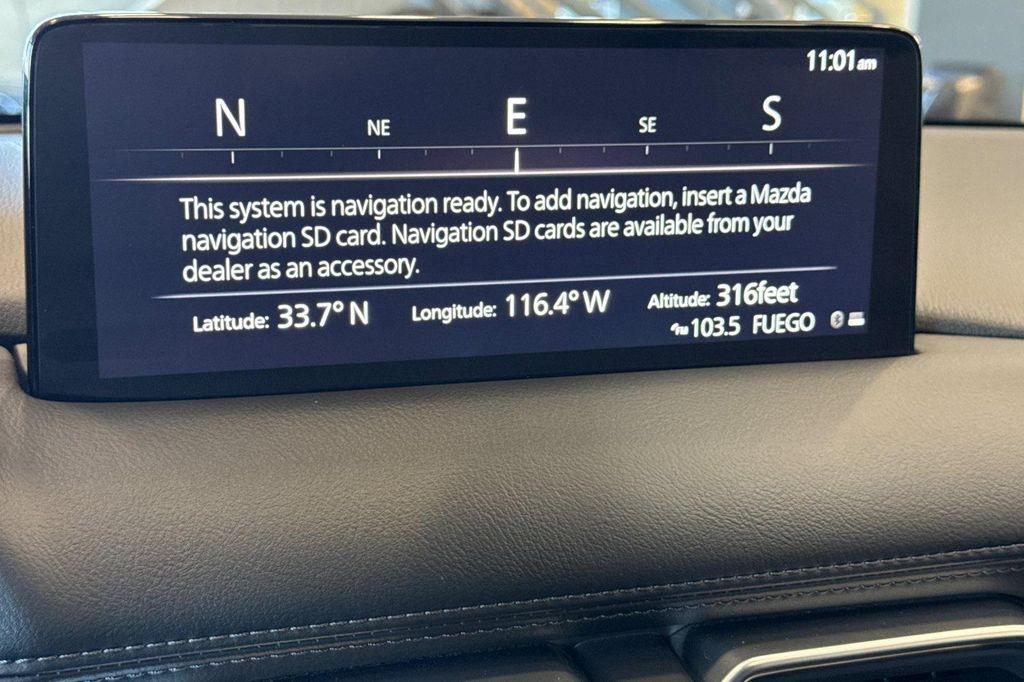 11:01am
N NE E SE S
This system is navigation ready. To add navigation, insert a Mazda
navigation SD card. Navigation SD cards are available from your
dealer as an accessory.
Latitude: 33.7° N Longitude: 116.4° W Altitude: 316feet
FM 103.5 FUEGO